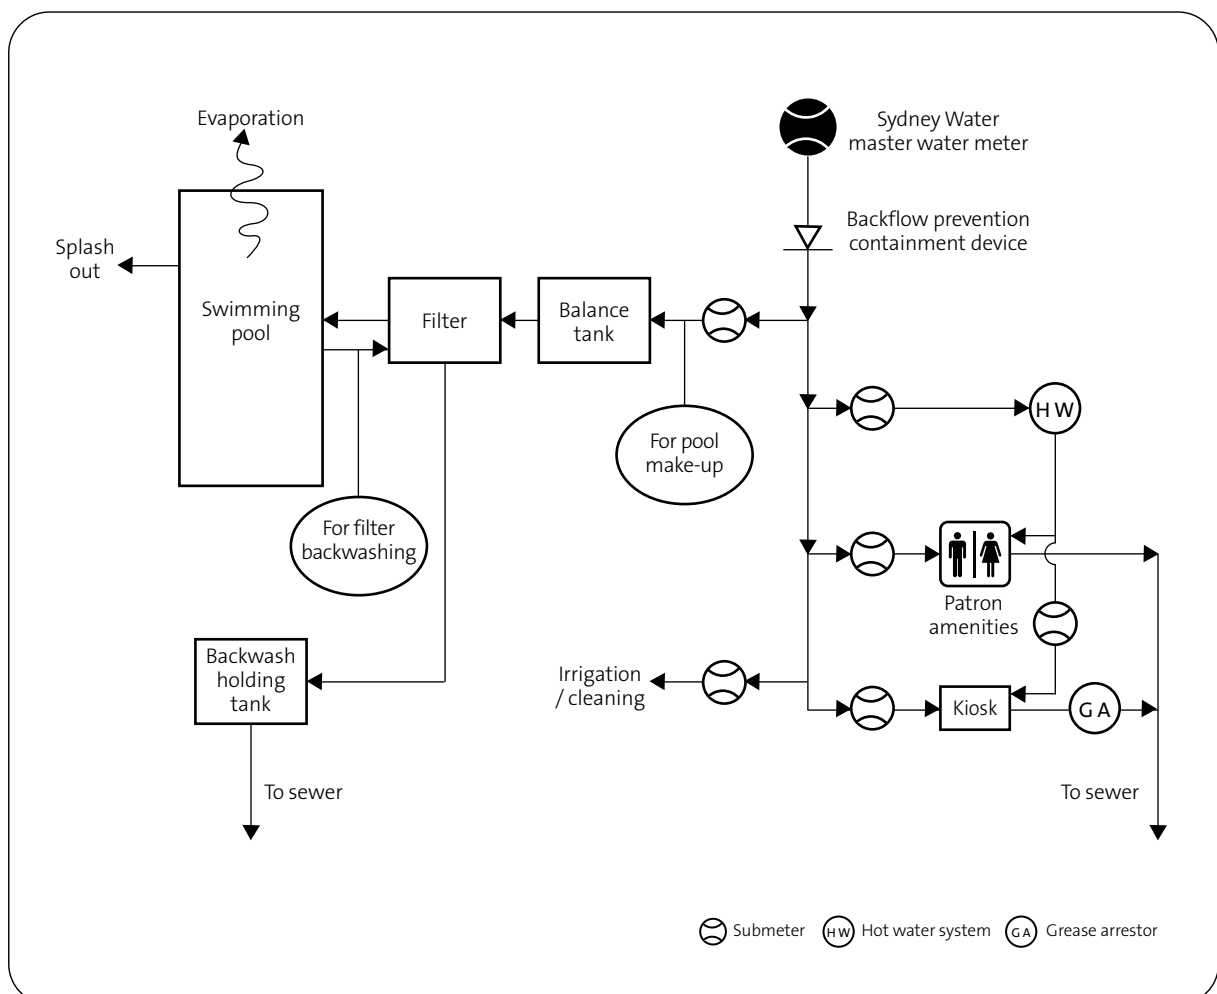 Evaporation
Sydney Water
master water meter
Splash
out
Backflow prevention
containment device
Swimming
pool
Filter
Balance
tank
H W
For pool
make-up
For filter
backwashing
Patron
amenities
Backwash
holding
tank
Irrigation
/ cleaning
Kiosk
G A
To sewer
To sewer
Submeter
H W
Hot water system
G A
Grease arrestor